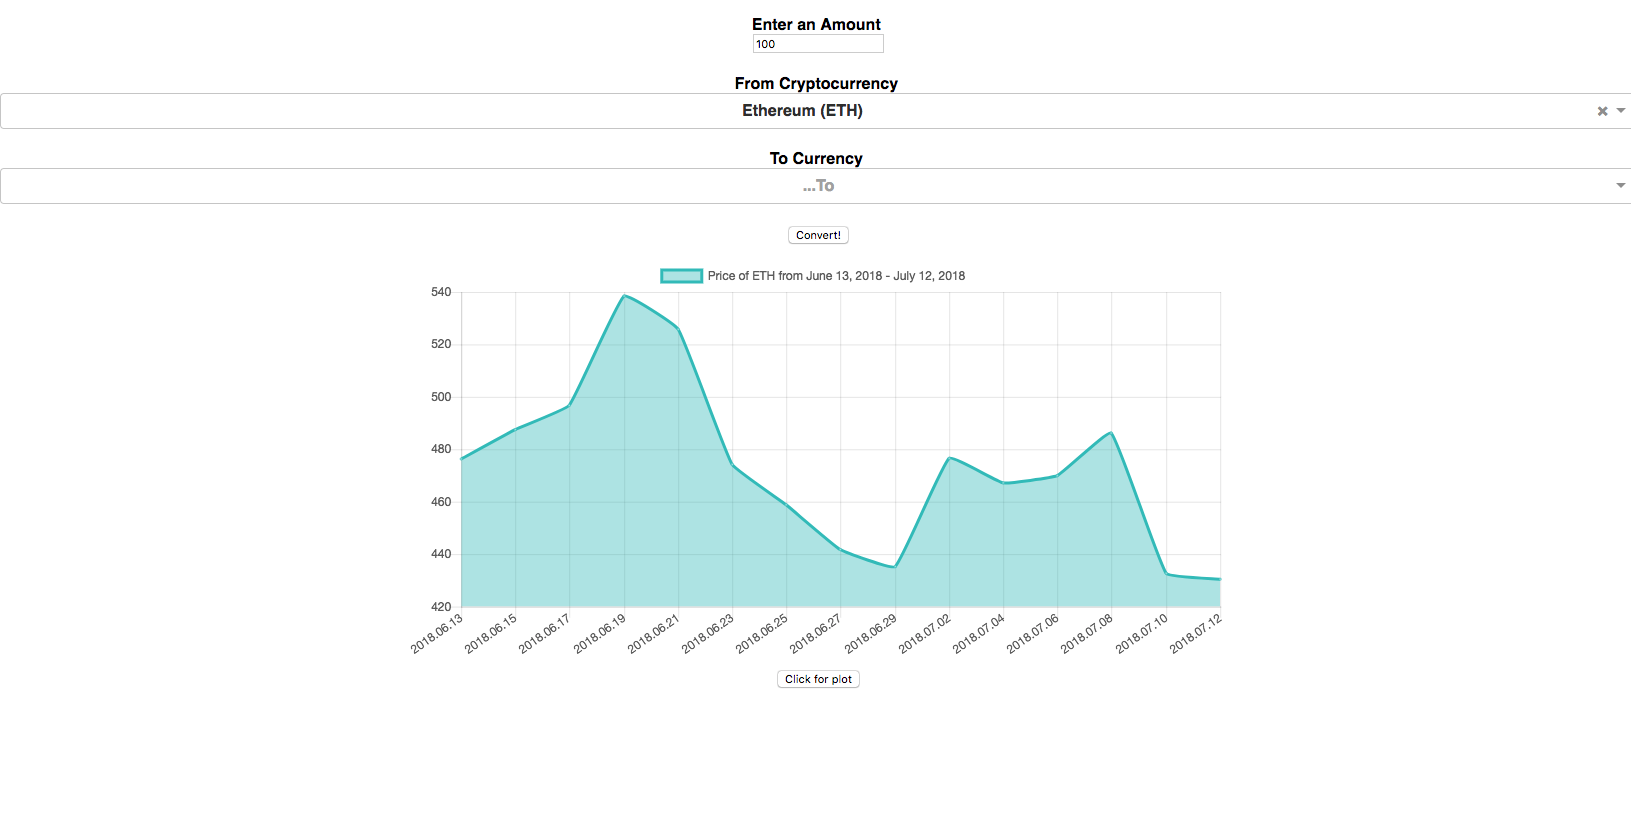 Enter an Amount
100
From Cryptocurrency
Ethereum (ETH)
To Currency
...To
Convert!
Price of ETH from June 13, 2018 - July 12, 2018
540
520
500
480
460
440
420
2018.06.13
2018.06.15
2018.06.17
2018.06.19
2018.06.21
2018.06.23
2018.06.25
2018.06.27
2018.06.29
2018.07.02
2018.07.04
2018.07.06
2018.07.08
2018.07.10
2018.07.12
Click for plot